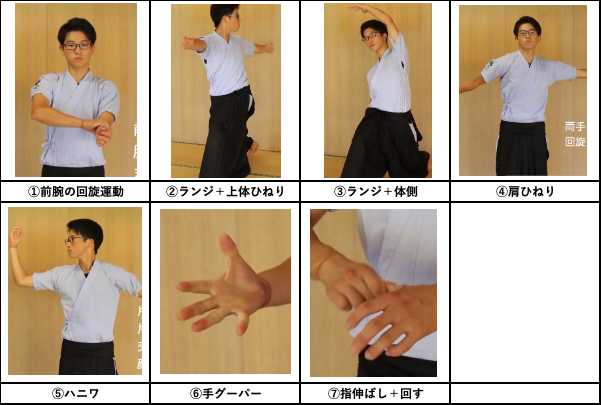 両手
回旋
①前腕の回旋運動
②ランジ＋上体ひねり
③ランジ＋体側
④肩ひねり
⑤ハニワ
⑥手グーパー
⑦指伸ばし＋回す